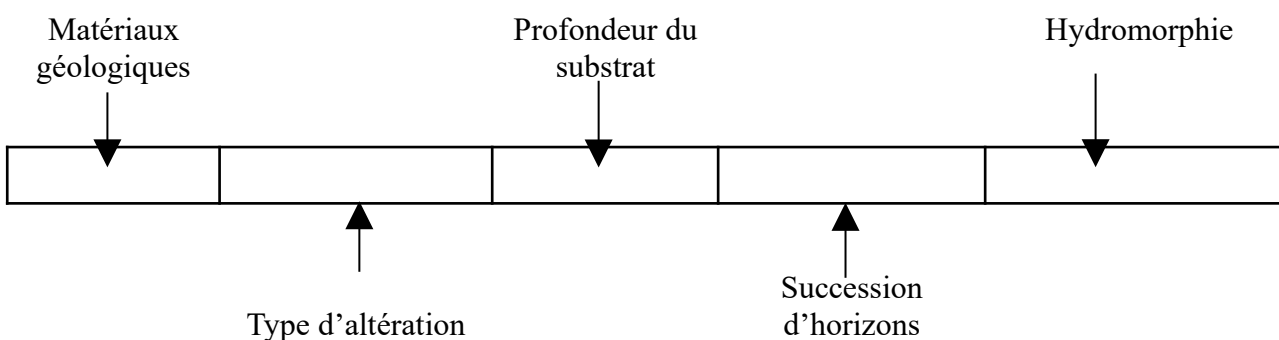 Matériaux
géologiques
Profondeur du
substrat
Hydromorphie
Type d’altération
Succession
d’horizons